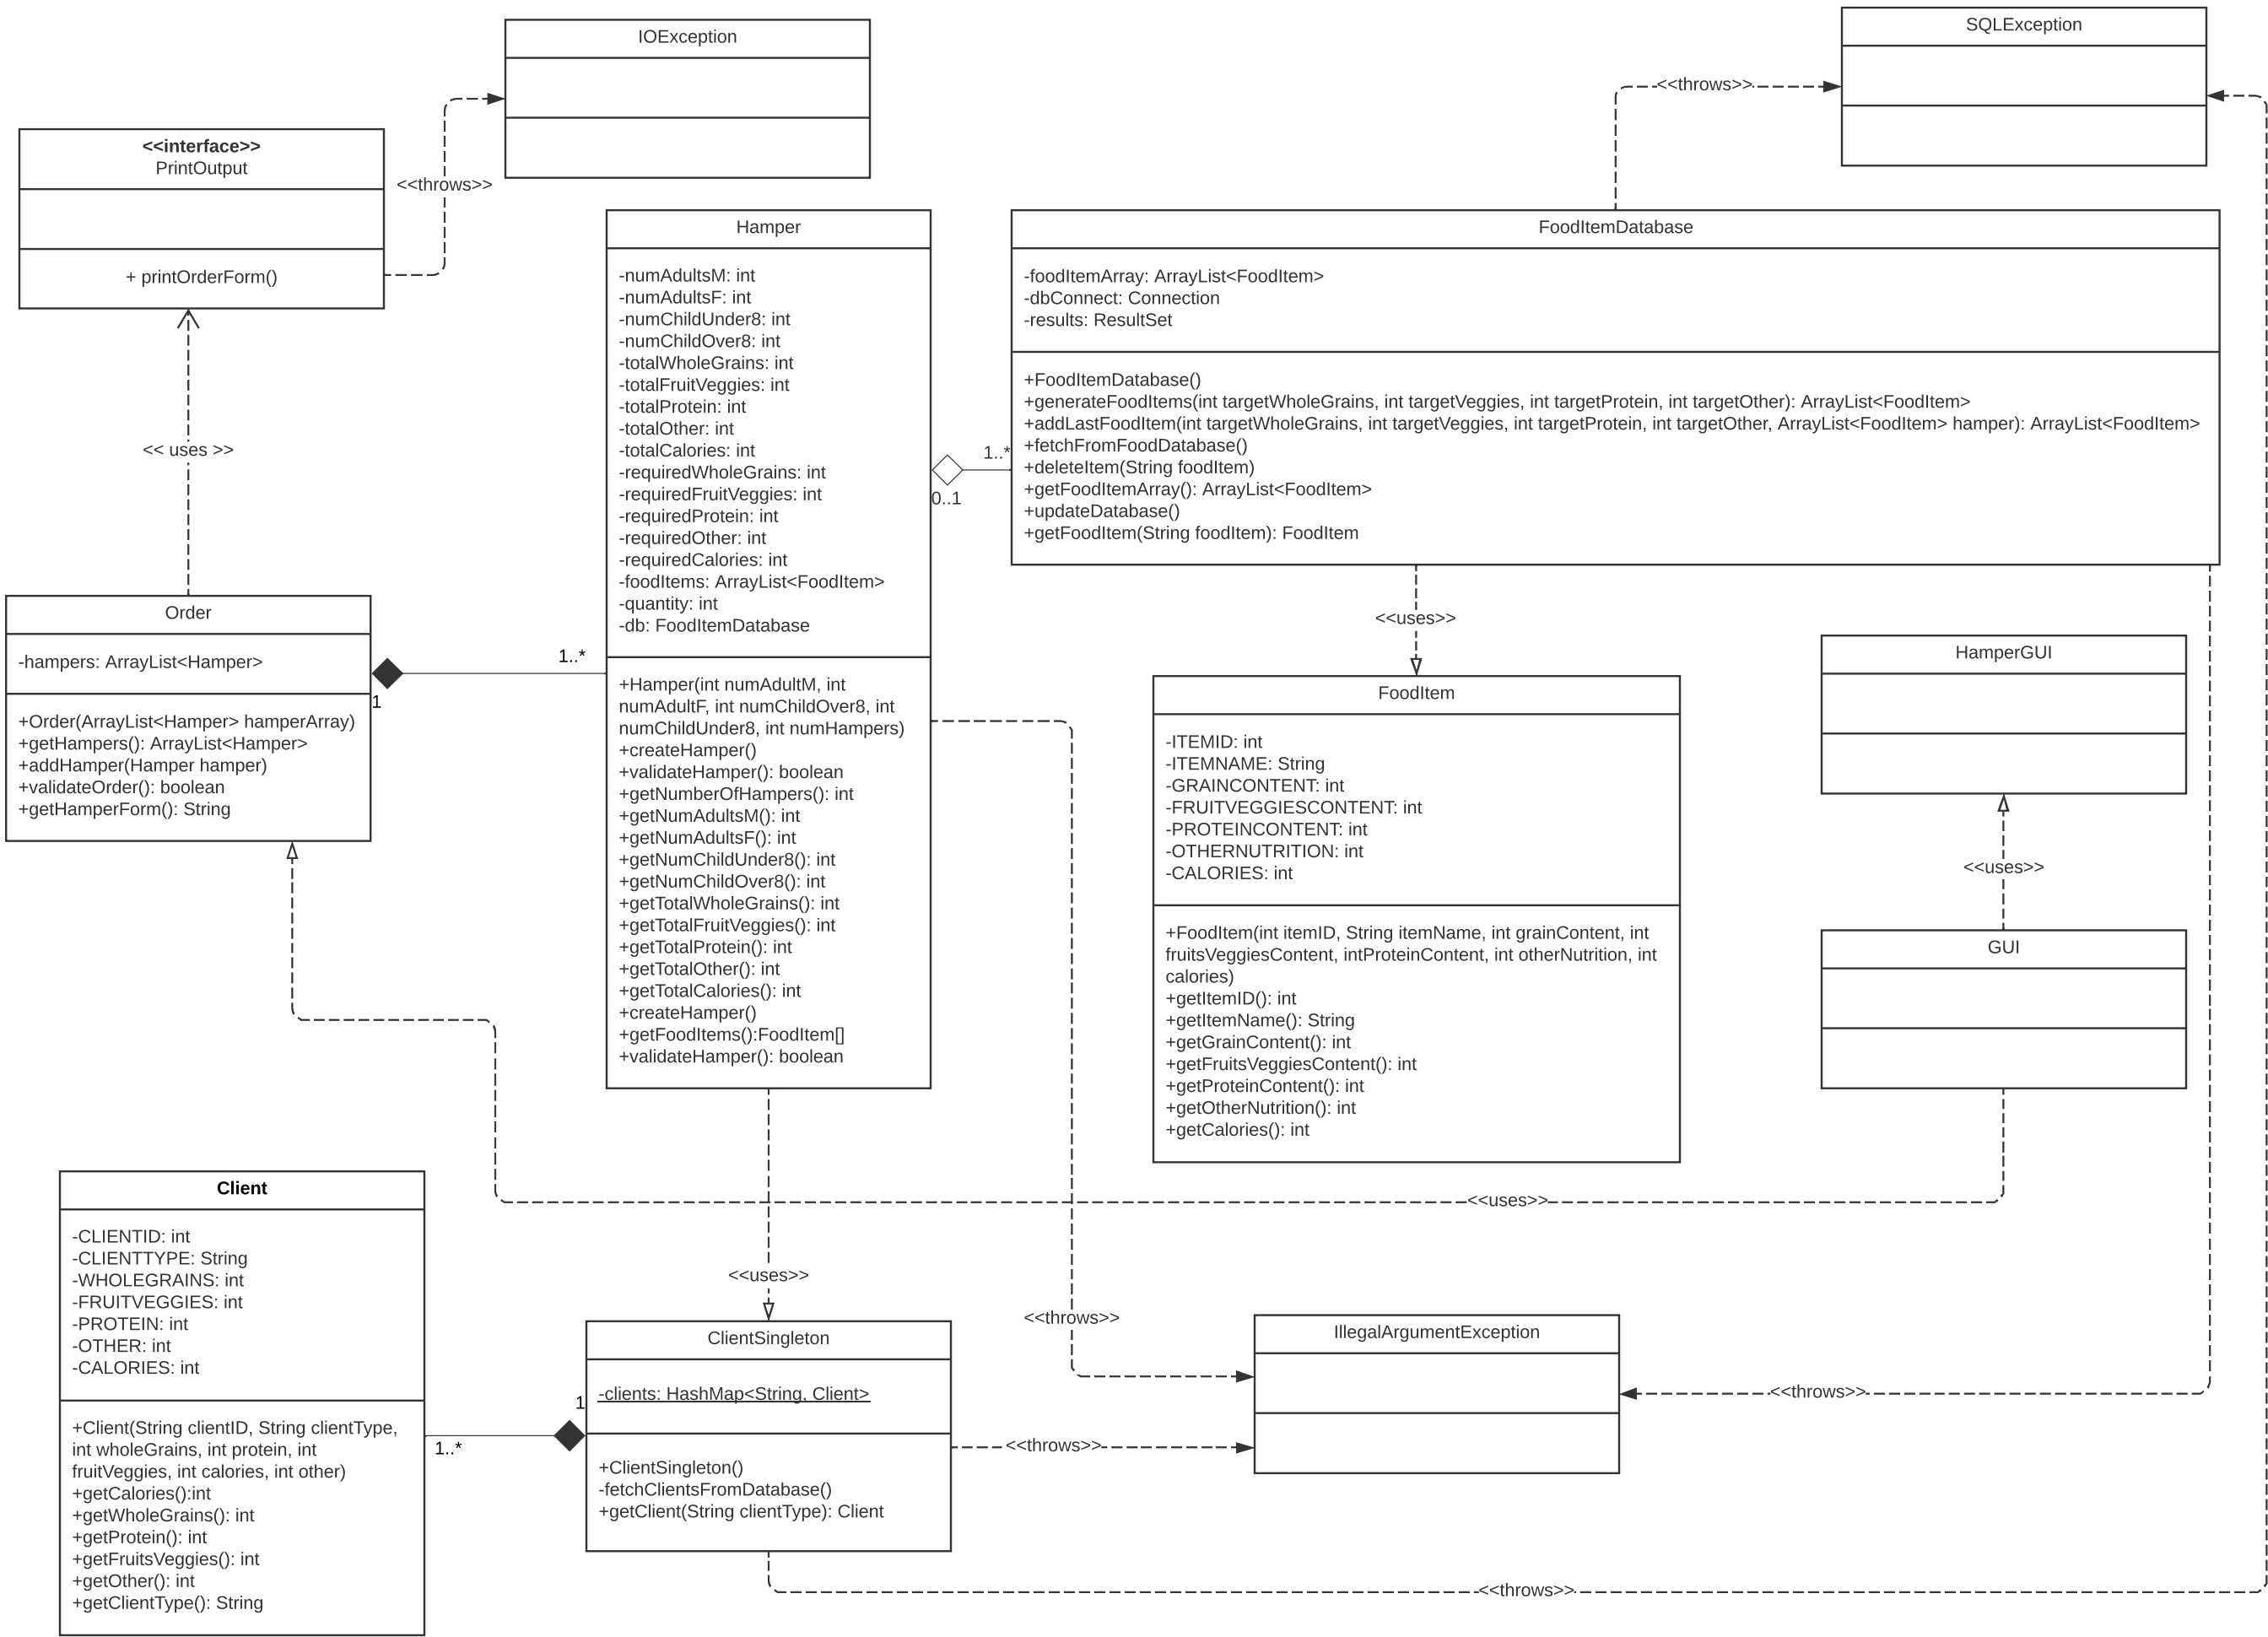 IOException
SQLException
<<throws>>
<<interface>>
PrintOutput
<<throws>>
+ printOrderForm()
Hamper
-numAdultsM: int
-numAdultsF: int
-numChildUnder8: int
-numChildOver8: int
-totalWholeGrains: int
-totalFruitVeggies: int
-totalProtein: int
-totalOther: int
-totalCalories: int
-requiredWholeGrains: int
-requiredFruitVeggies: int
-requiredProtein: int
-requiredOther: int
-requiredCalories: int
-foodItems: ArrayList<FoodItem>
-quantity: int
-db: FoodItemDatabase
+Hamper(int numAdultM, int
numAdultF, int numChildOver8, int
numChildUnder8, int numHampers)
+createHamper()
+validateHamper(): boolean
+getNumberOfHampers(): int
+getNumAdultsM(): int
+getNumAdultsF(): int
+getNumChildUnder8(): int
+getNumChildOver8(): int
+getTotalWholeGrains(): int
+getTotalFruitVeggies(): int
+getTotalProtein(): int
+getTotalOther(): int
+getTotalCalories(): int
+createHamper()
+getFoodItems():FoodItem[]
+validateHamper(): boolean
1..*
0..1
FoodItemDatabase
-foodItemArray: ArrayList<FoodItem>
-dbConnect: Connection
-results: ResultSet
+FoodItemDatabase()
+generateFoodItems(int targetWholeGrains, int targetVeggies, int targetProtein, int targetOther): ArrayList<FoodItem>
+addLastFoodItem(int targetWholeGrains, int targetVeggies, int targetProtein, int targetOther, ArrayList<FoodItem> hamper): ArrayList<FoodItem>
+fetchFromFoodDatabase()
+deleteItem(String foodItem)
+getFoodItemArray(): ArrayList<FoodItem>
+updateDatabase()
+getFoodItem(String foodItem): FoodItem
<< uses >>
Order
-hampers: ArrayList<Hamper>
+Order(ArrayList<Hamper> hamperArray)
+getHampers(): ArrayList<Hamper>
+addHamper(Hamper hamper)
+validateOrder(): boolean
+getHamperForm(): String
1..*
1
<<uses>>
FoodItem
-ITEMID: int
-ITEMNAME: String
-GRAINCONTENT: int
-FRUITVEGGIESCONTENT: int
-PROTEINCONTENT: int
-OTHERNUTRITION: int
-CALORIES: int
+FoodItem(int itemID, String itemName, int grainContent, int
fruitsVeggiesContent, intProteinContent, int otherNutrition, int
calories)
+getItemID(): int
+getItemName(): String
+getGrainContent(): int
+getFruitsVeggiesContent(): int
+getProteinContent(): int
+getOtherNutrition(): int
+getCalories(): int
HamperGUI
<<uses>>
GUI
<<uses>>
Client
-CLIENTID: int
-CLIENTTYPE: String
-WHOLEGRAINS: int
-FRUITVEGGIES: int
-PROTEIN: int
-OTHER: int
-CALORIES: int
+Client(String clientID, String clientType,
int wholeGrains, int protein, int
fruitVeggies, int calories, int other)
+getCalories():int
+getWholeGrains(): int
+getProtein(): int
+getFruitsVeggies(): int
+getOther(): int
+getClientType(): String
<<uses>>
1
1..*
ClientSingleton
-clients: HashMap<String, Client>
+ClientSingleton()
-fetchClientsFromDatabase()
+getClient(String clientType): Client
<<throws>>
IllegalArgumentException
<<throws>>
<<throws>>
<<throws>>